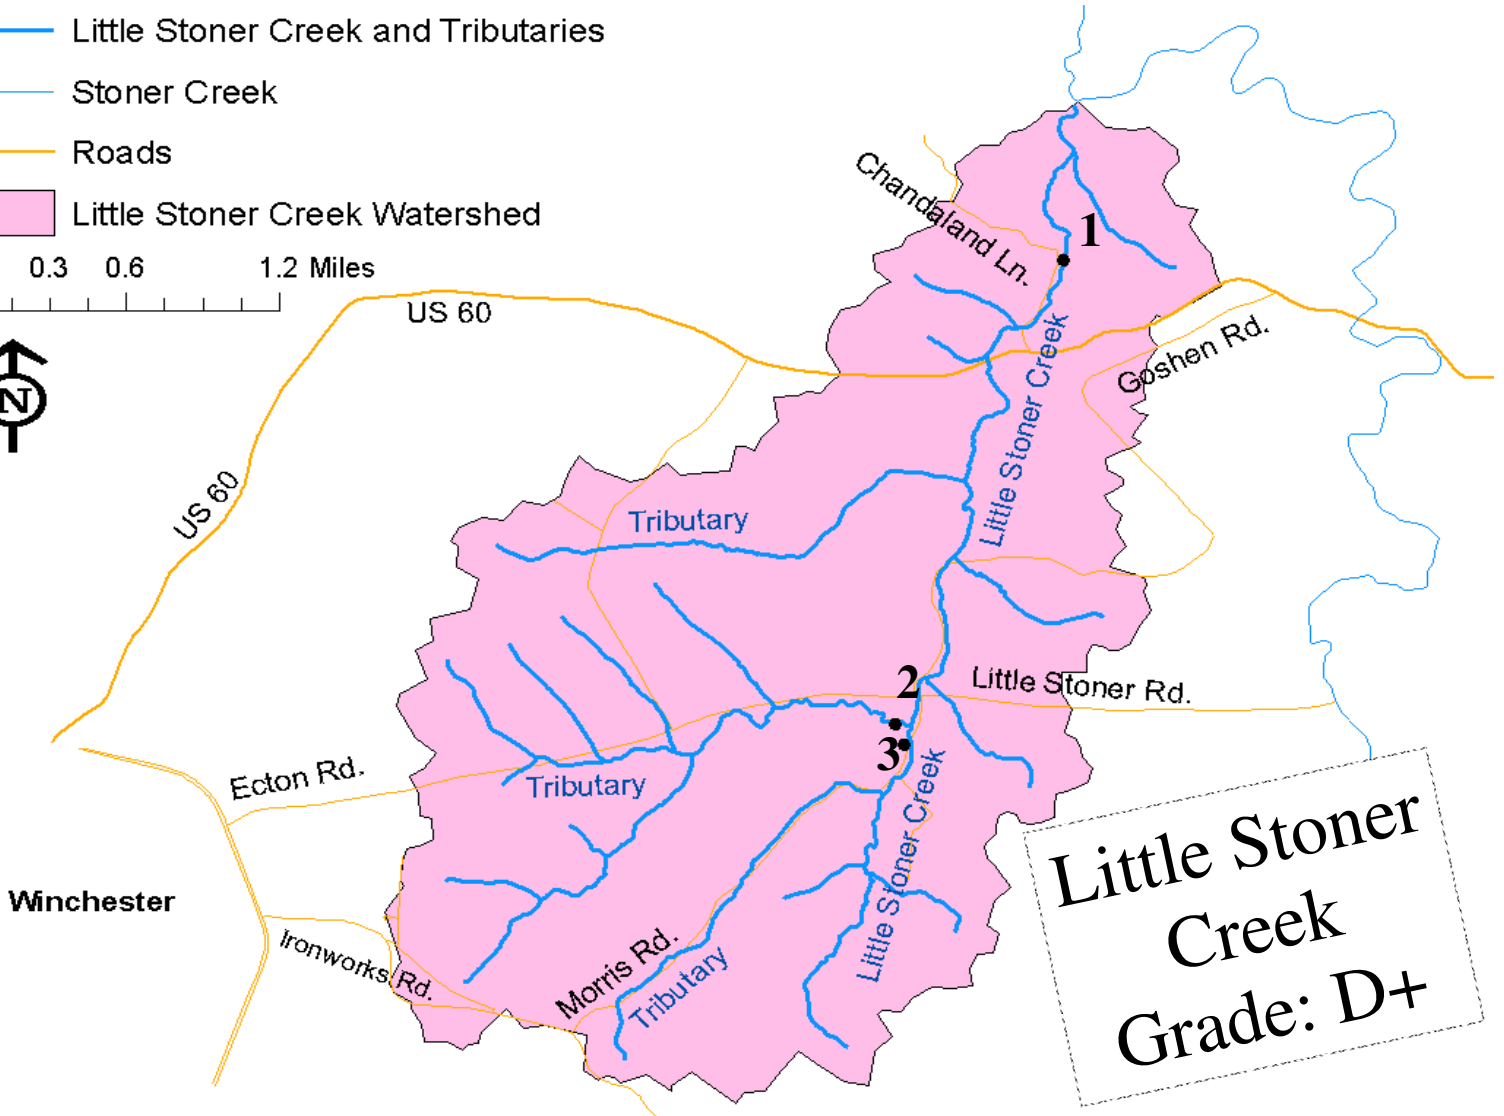 Little Stoner Creek and Tributaries
Stoner Creek
Roads
Little Stoner Creek Watershed
0.3 0.6 1.2 Miles
N
US 60
US 60
Chandaland Ln.
1
Goshen Rd.
Little Stoner Creek
Tributary
2
Little Stoner Rd.
3
Ecton Rd.
Tributary
Little Stoner Creek
Winchester
Ironworks Rd.
Morris Rd.
Tributary
Little Stoner
Creek
Grade: D+